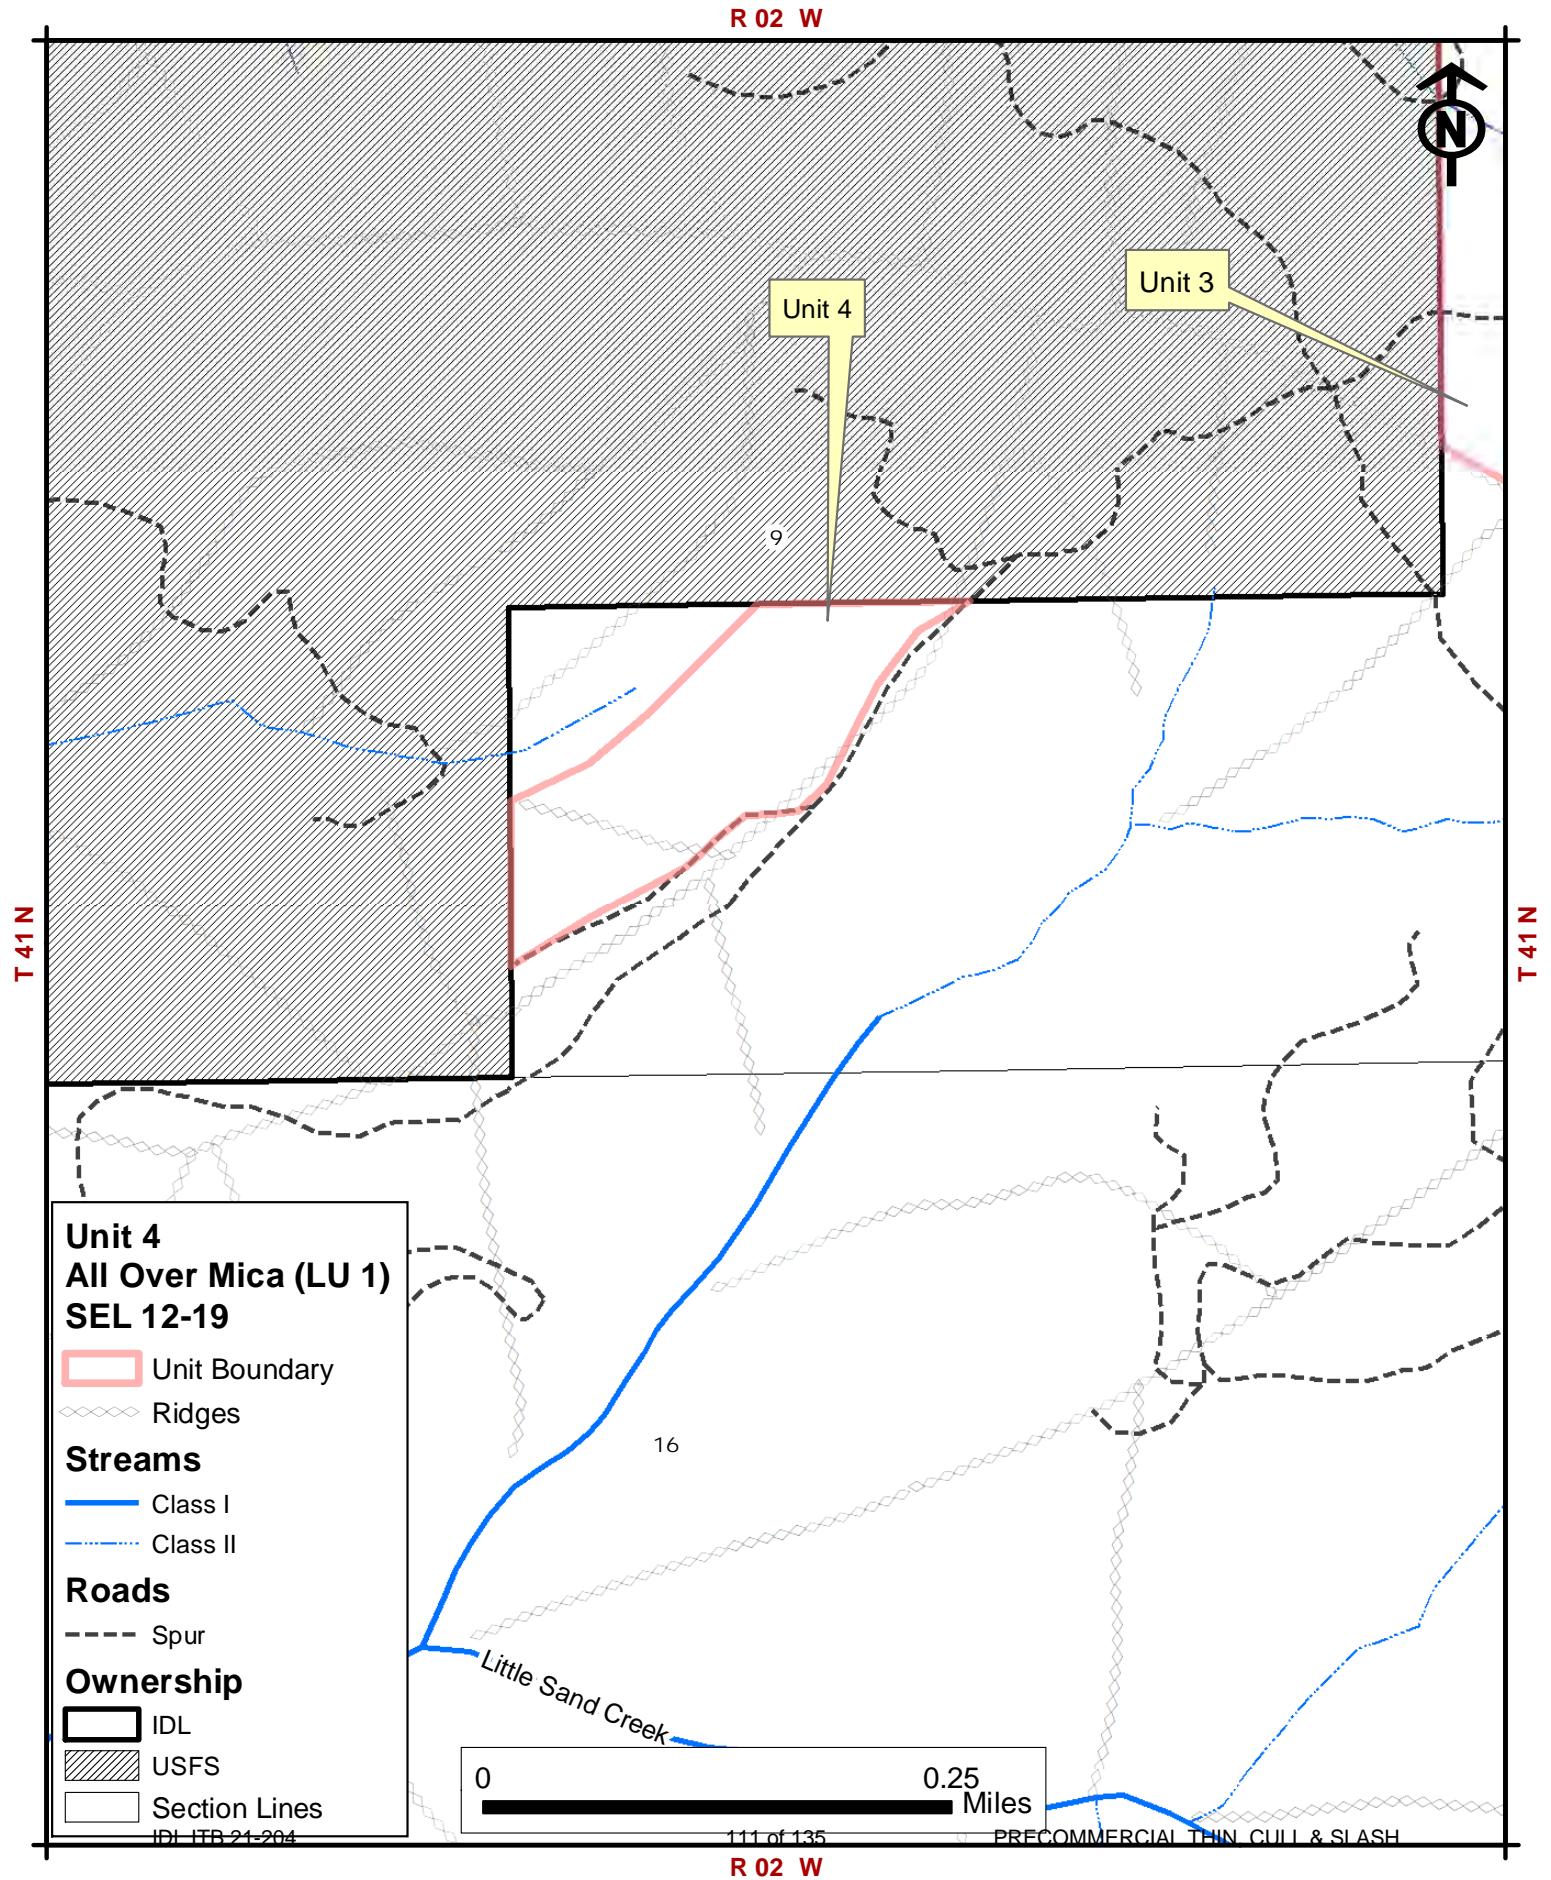 R 02 W
N
Unit 3
Unit 4
9
T 41 N
T 41 N
16
Unit 4
All Over Mica (LU 1)
SEL 12-19
Unit Boundary
Ridges
Streams
Class I
Class II
Roads
Spur
Ownership
IDL
USFS
Section Lines
Little Sand Creek
0 0.25
Miles
IDL ITB 21-204 111 of 135 PRECOMMERCIAL THIN, CULL & SLASH
R 02 W